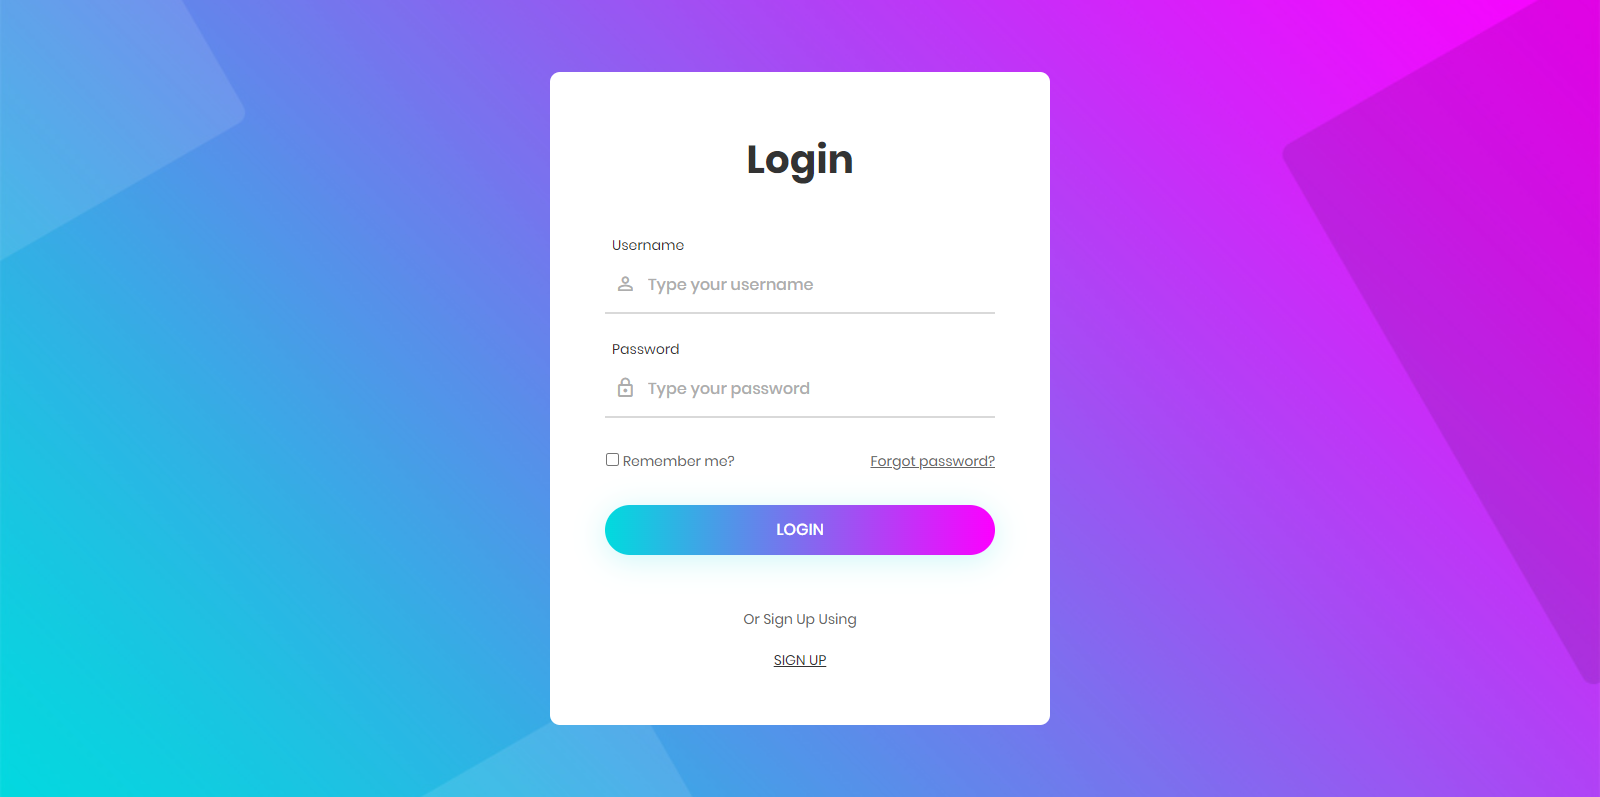 Login
Username
Type your username
Password
Type your password
Remember me? Forgot password?
LOGIN
Or Sign Up Using
SIGN UP